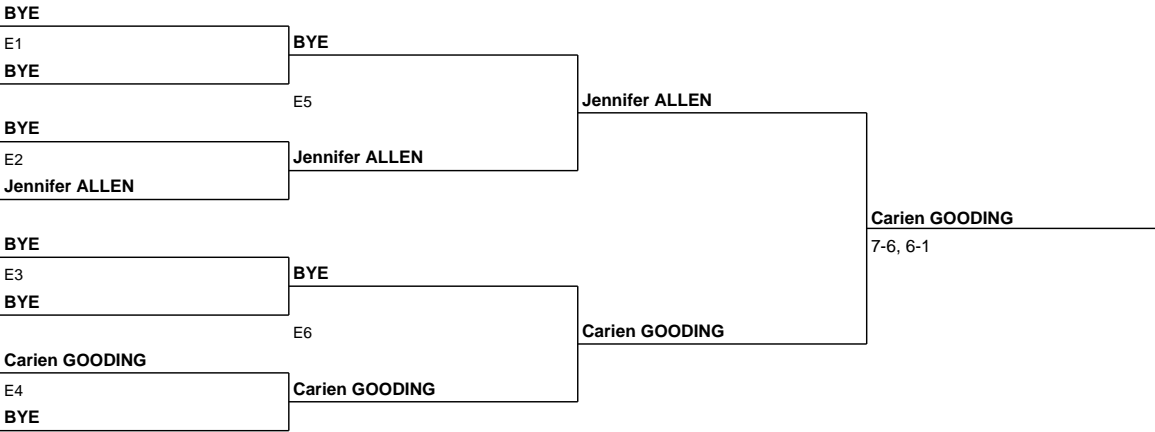 BYE
E1
BYE
BYE
BYE
E5
Jennifer ALLEN
BYE
E2
Jennifer ALLEN
Jennifer ALLEN
Carien GOODING
7-6, 6-1
BYE
E3
BYE
BYE
E6
Carien GOODING
Carien GOODING
E4
Carien GOODING
BYE